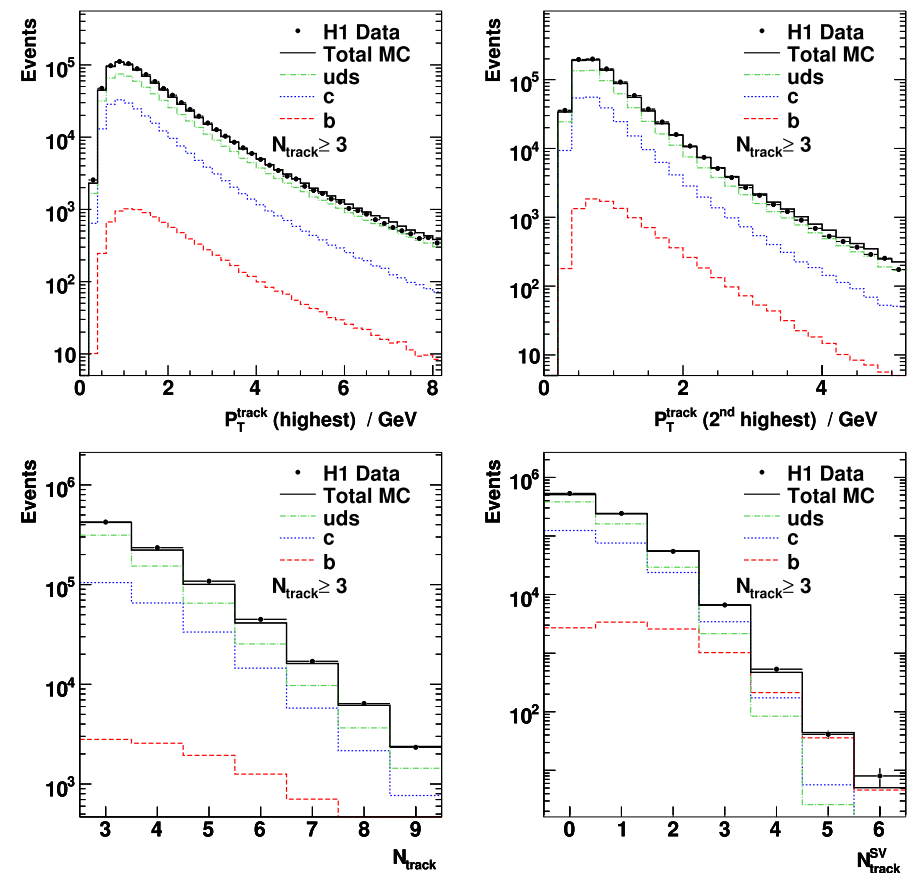 Events
10^5
10^4
10^3
10^2
10
H1 Data
Total MC
uds
c
b
N_track ≥ 3
0 2 4 6 8
P_T^track (highest) / GeV
Events
10^5
10^4
10^3
10^2
10
H1 Data
Total MC
uds
c
b
N_track ≥ 3
0 2 4
P_T^track (2^nd highest) / GeV
Events
10^6
10^5
10^4
10^3
H1 Data
Total MC
uds
c
b
N_track ≥ 3
3 4 5 6 7 8 9
N_track
Events
10^6
10^4
10^2
H1 Data
Total MC
uds
c
b
N_track ≥ 3
0 1 2 3 4 5 6
N_track^SV